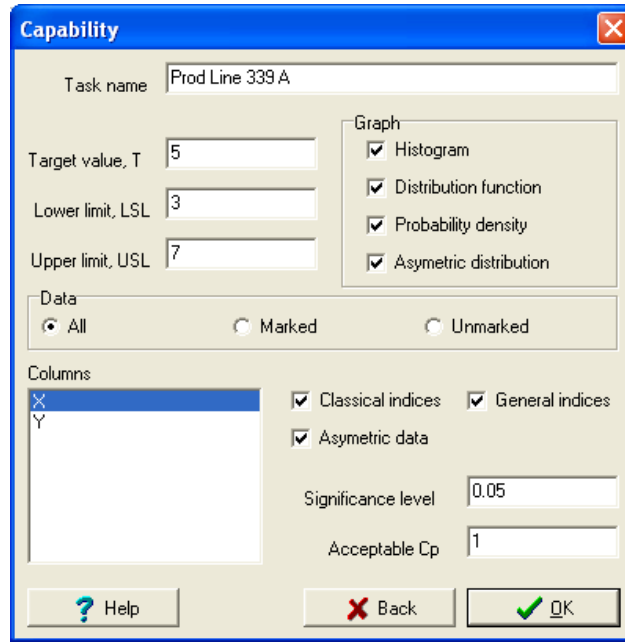 Capability
Task name Prod Line 339 A
Graph
Target value, T 5
Histogram
Distribution function
Lower limit, LSL 3
Probability density
Upper limit, USL 7
Asymetric distribution
Data
All Marked Unmarked
Columns
X
Y
Classical indices General indices
Asymetric data
Significance level 0.05
Acceptable Cp 1
? Help Back OK